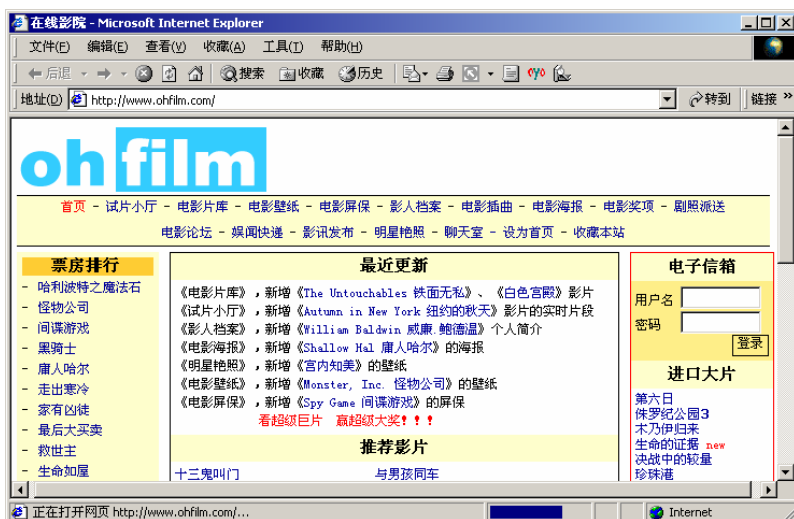 在线影院 - Microsoft Internet Explorer
文件(F) 编辑(E) 查看(V) 收藏(A) 工具(T) 帮助(H)
后退 搜索 收藏 历史
地址(D) http://www.ohfilm.com/ 转到 链接 »
oh film
首页 - 试片小厅 - 电影片库 - 电影壁纸 - 电影屏保 - 影人档案 - 电影插曲 - 电影海报 - 电影奖项 - 剧照派送
电影论坛 - 娱闻快递 - 影讯发布 - 明星艳照 - 聊天室 - 设为首页 - 收藏本站
票房排行
- 哈利波特之魔法石
- 怪物公司
- 间谍游戏
- 黑骑士
- 庸人哈尔
- 走出寒冷
- 家有凶徒
- 最后大买卖
- 救世主
- 生命如屋
最近更新
《电影片库》，新增《The Untouchables 铁面无私》、《白色宫殿》影片
《试片小厅》，新增《Autumn in New York 纽约的秋天》影片的实时片段
《影人档案》，新增《William Baldwin 威廉.鲍德温》个人简介
《电影海报》，新增《Shallow Hal 庸人哈尔》的海报
《明星艳照》，新增《宫内知美》的壁纸
《电影壁纸》，新增《Monster, Inc. 怪物公司》的壁纸
《电影屏保》，新增《Spy Game 间谍游戏》的屏保
看超级巨片 赢超级大奖！！！
推荐影片
十三鬼叫门 与男孩同车
电子信箱
用户名
密码
登录
进口大片
第六日
侏罗纪公园3
木乃伊归来
生命的证据 new
决战中的较量
珍珠港
正在打开网页 http://www.ohfilm.com/... Internet